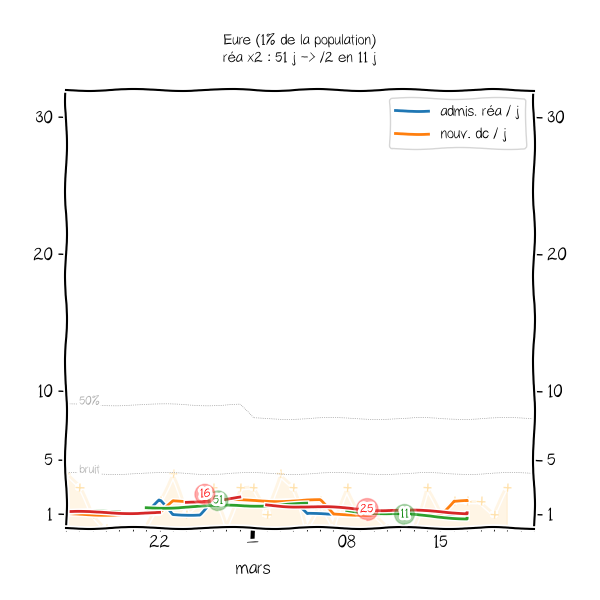 Eure (1% de la population)
réa x2 : 51 j -> /2 en 11 j
admis. réa / j
nouv. dc / j
30 30
20 20
10 10
50%
5 5
bruit
16 51 25 11
1 1
22 08 15
mars